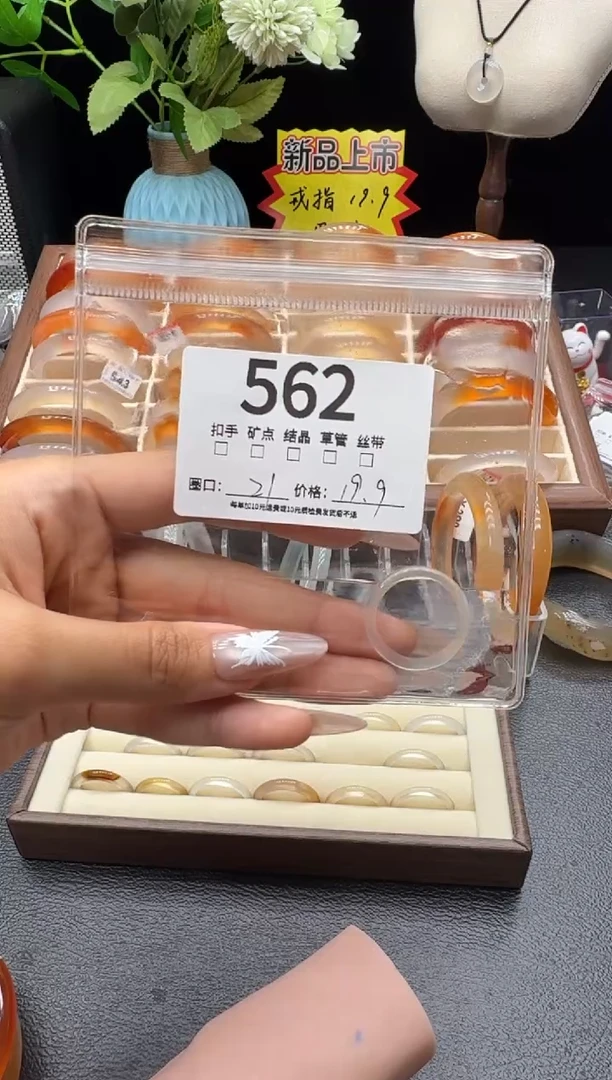 新品上市
戒指 19.9
543
562
扣手 矿点 结晶 草管 丝带
圈口: 21 价格: 19.9